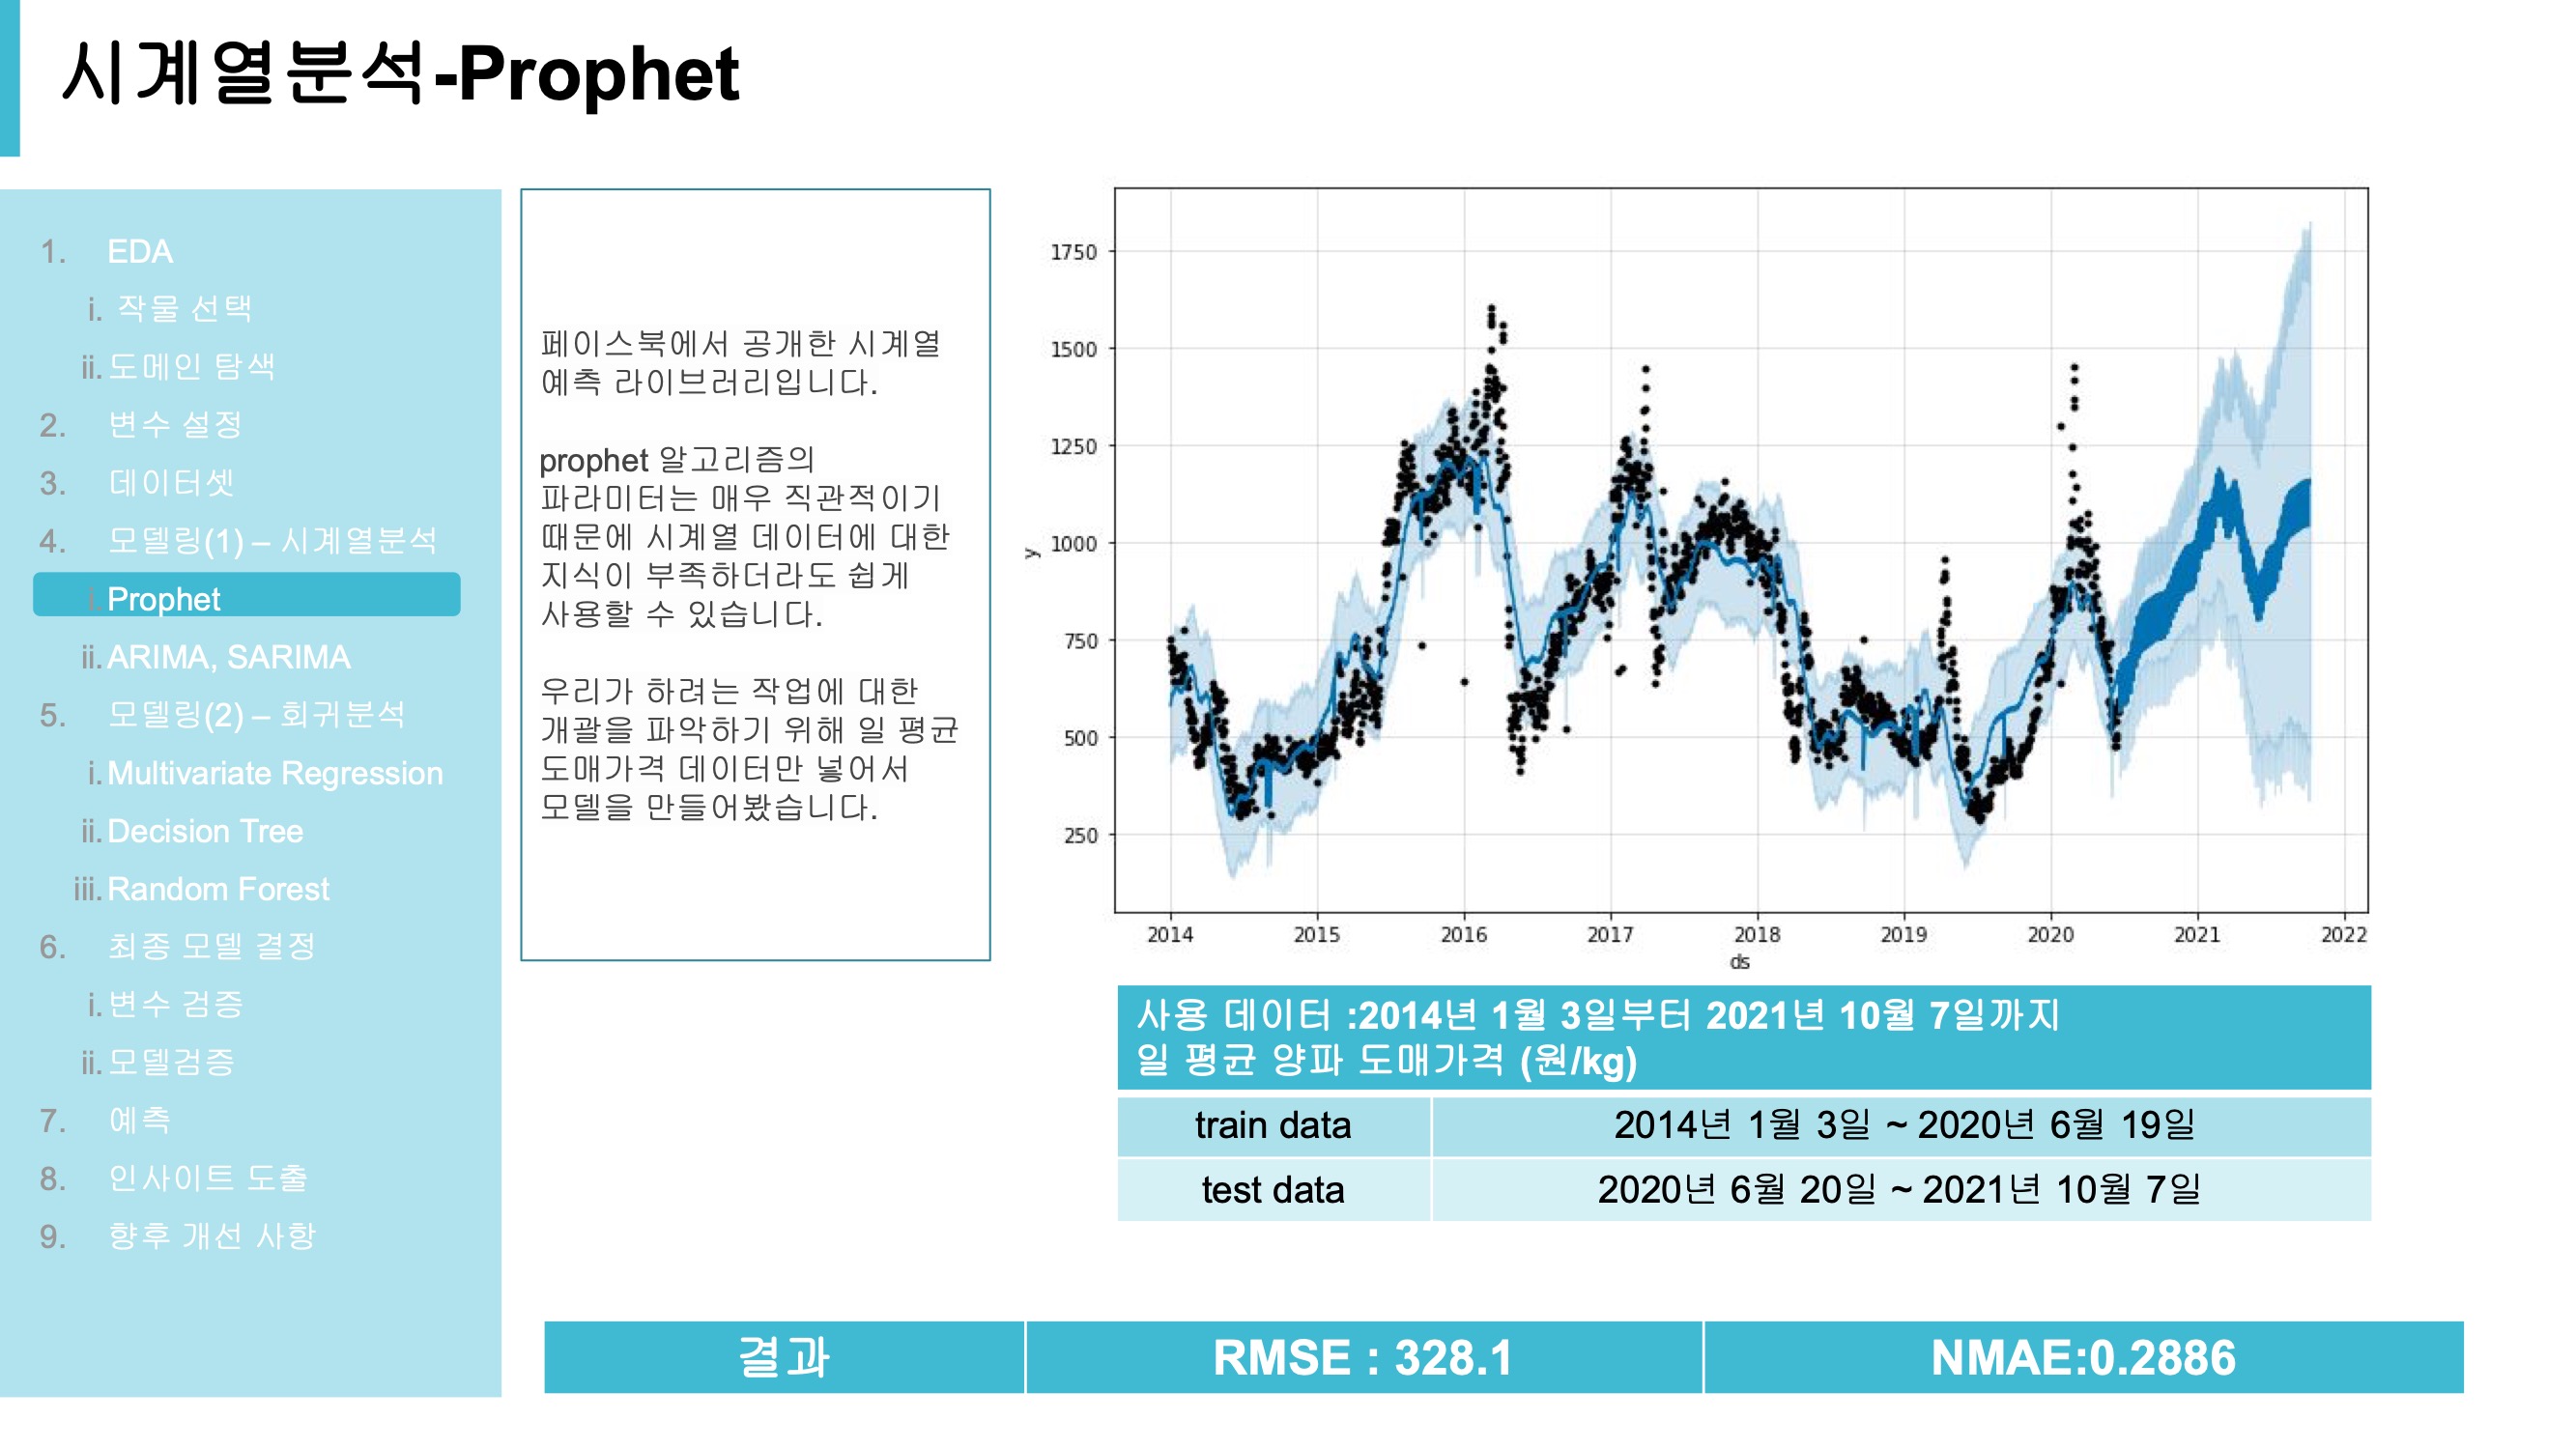 시계열분석-Prophet
1. EDA
i. 작물 선택
ii. 도메인 탐색
2. 변수 설정
3. 데이터셋
4. 모델링(1) – 시계열분석
i. Prophet
ii. ARIMA, SARIMA
5. 모델링(2) – 회귀분석
i. Multivariate Regression
ii. Decision Tree
iii. Random Forest
6. 최종 모델 결정
i. 변수 검증
ii. 모델검증
7. 예측
8. 인사이트 도출
9. 향후 개선 사항
페이스북에서 공개한 시계열
예측 라이브러리입니다.
prophet 알고리즘의
파라미터는 매우 직관적이기
때문에 시계열 데이터에 대한
지식이 부족하더라도 쉽게
사용할 수 있습니다.
우리가 하려는 작업에 대한
개괄을 파악하기 위해 일 평균
도매가격 데이터만 넣어서
모델을 만들어봤습니다.
1750
1500
1250
1000
750
500
250
y
2014 2015 2016 2017 2018 2019 2020 2021 2022
ds
사용 데이터 :2014년 1월 3일부터 2021년 10월 7일까지
일 평균 양파 도매가격 (원/kg)
train data 2014년 1월 3일 ~ 2020년 6월 19일
test data 2020년 6월 20일 ~ 2021년 10월 7일
결과 RMSE : 328.1 NMAE:0.2886